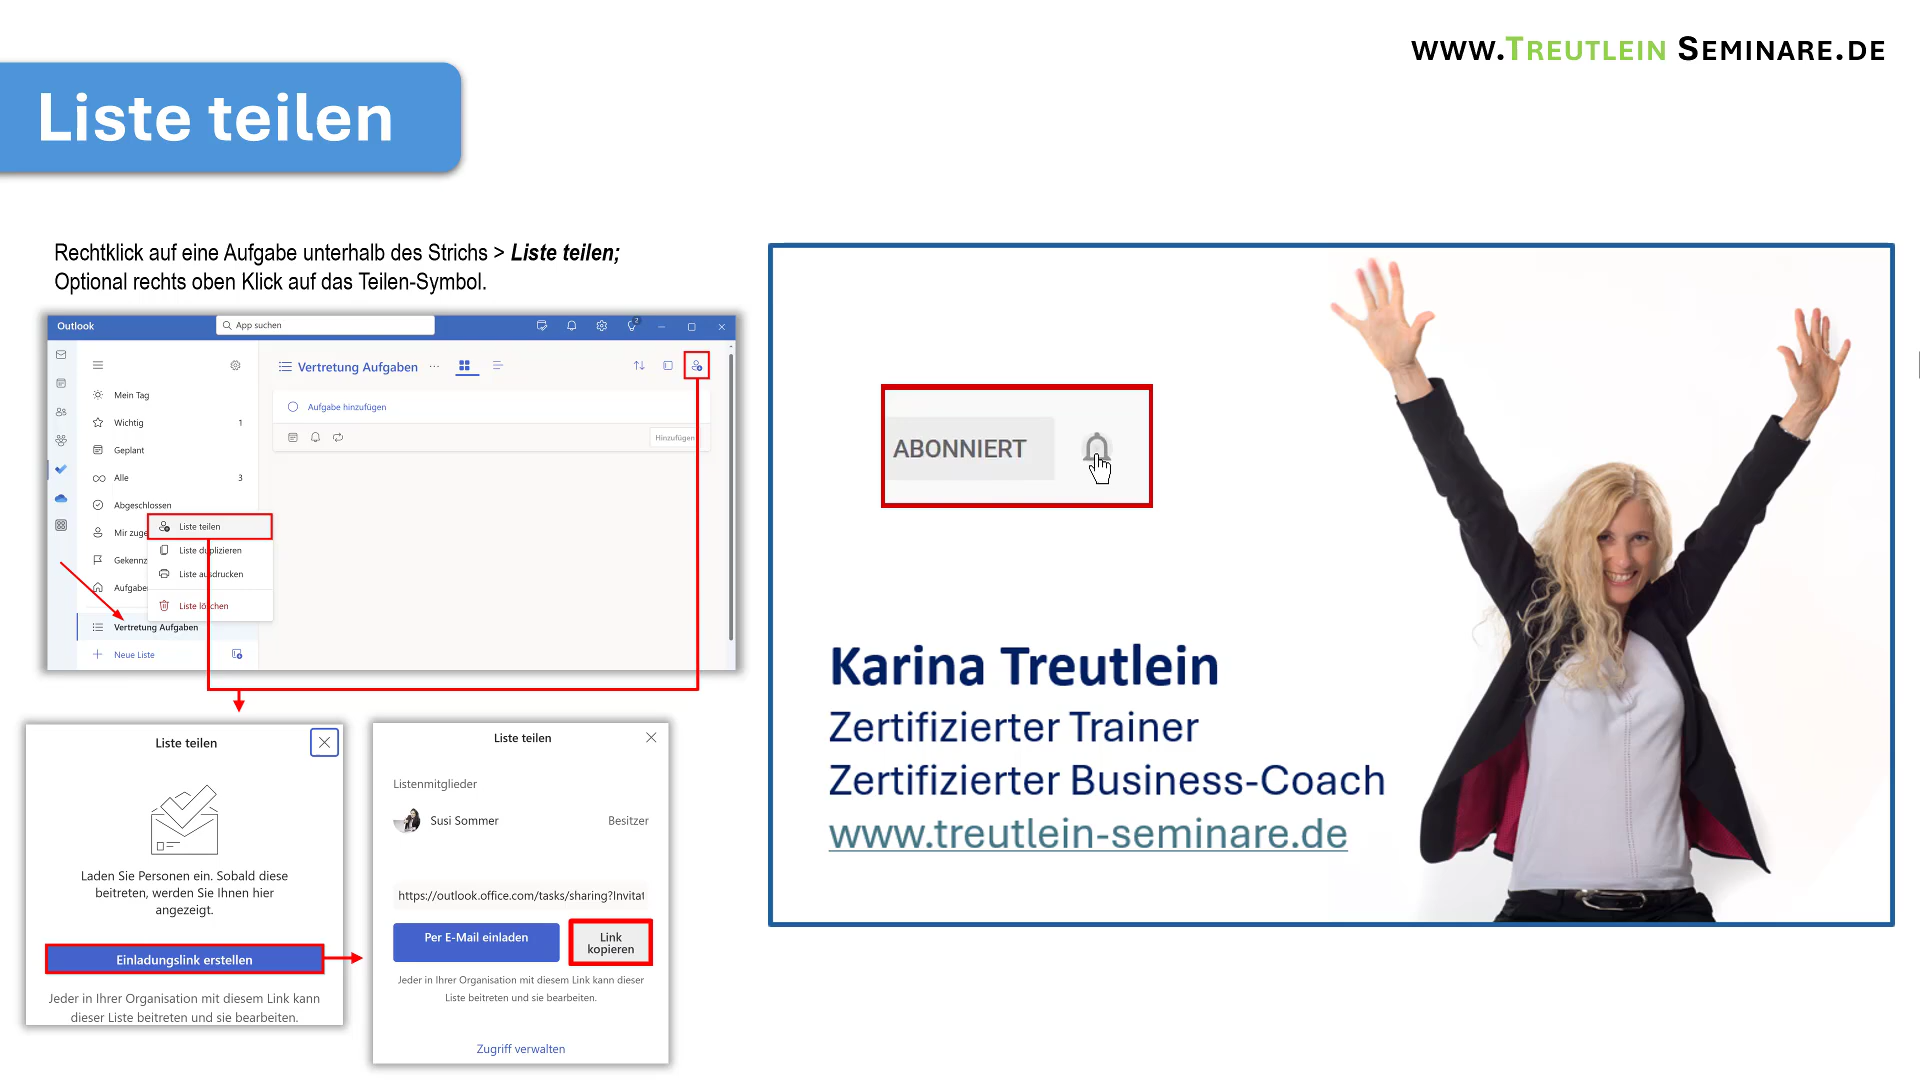 www.Treutlein Seminare.de
Liste teilen
Rechtklick auf eine Aufgabe unterhalb des Strichs > Liste teilen;
Optional rechts oben Klick auf das Teilen-Symbol.
Outlook
App suchen
2
Vertretung Aufgaben
Mein Tag
Wichtig 1
Geplant
Alle 3
Abgeschlossen
Mir zuge
Gekennz
Aufgabe
Vertretung Aufgaben
Neue Liste
Aufgabe hinzufügen
Hinzufügen
Liste teilen
Liste duplizieren
Liste ausdrucken
Liste löschen
Liste teilen
Laden Sie Personen ein. Sobald diese
beitreten, werden Sie Ihnen hier
angezeigt.
Einladungslink erstellen
Jeder in Ihrer Organisation mit diesem Link kann
dieser Liste beitreten und sie bearbeiten.
Liste teilen
Listenmitglieder
Susi Sommer Besitzer
https://outlook.office.com/tasks/sharing?Invitat
Per E-Mail einladen
Link
kopieren
Jeder in Ihrer Organisation mit diesem Link kann dieser
Liste beitreten und sie bearbeiten.
Zugriff verwalten
ABONNIERT
Karina Treutlein
Zertifizierter Trainer
Zertifizierter Business-Coach
www.treutlein-seminare.de